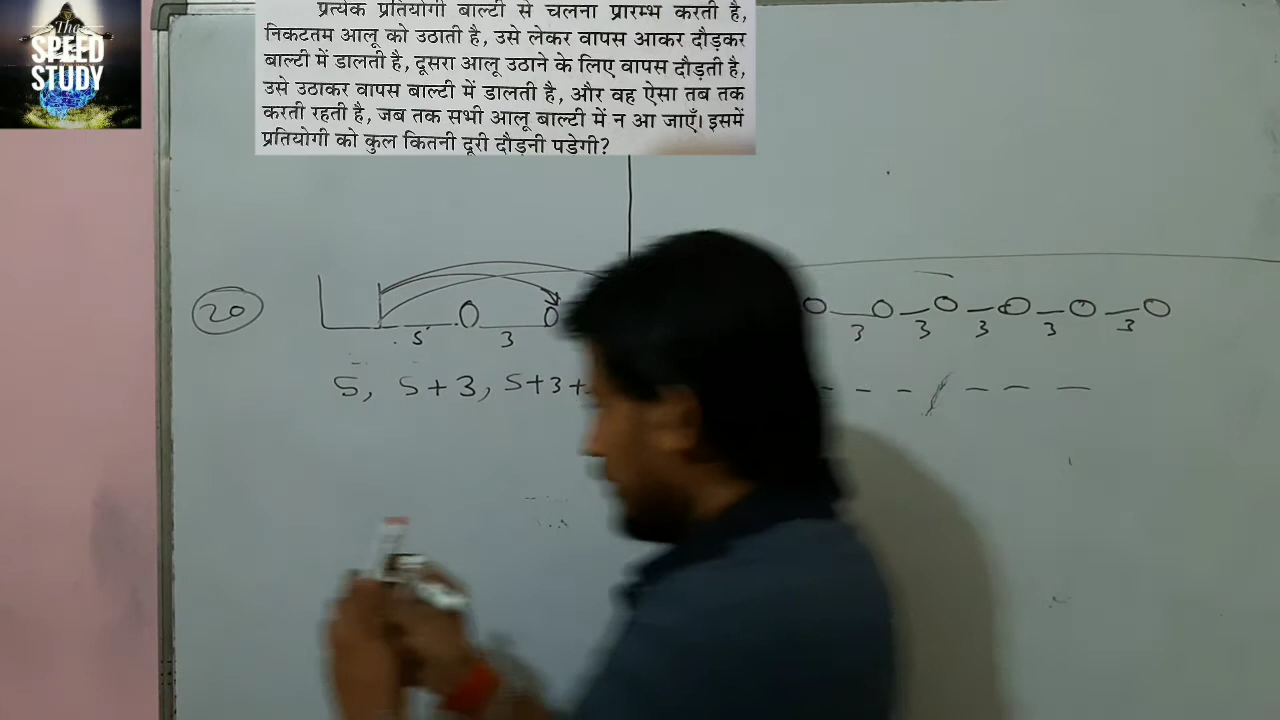 The
SPEED
STUDY
प्रत्येक प्रतियोगी बाल्टी से चलना प्रारम्भ करती है,
निकटतम आलू को उठाती है, उसे लेकर वापस आकर दौड़कर
बाल्टी में डालती है, दूसरा आलू उठाने के लिए वापस दौड़ती है,
उसे उठाकर वापस बाल्टी में डालती है, और वह ऐसा तब तक
करती रहती है, जब तक सभी आलू बाल्टी में न आ जाएँ। इसमें
प्रतियोगी को कुल कितनी दूरी दौड़नी पडेगी?
20
5 3 3 3 3 3 3
5, 5+3, 5+3+